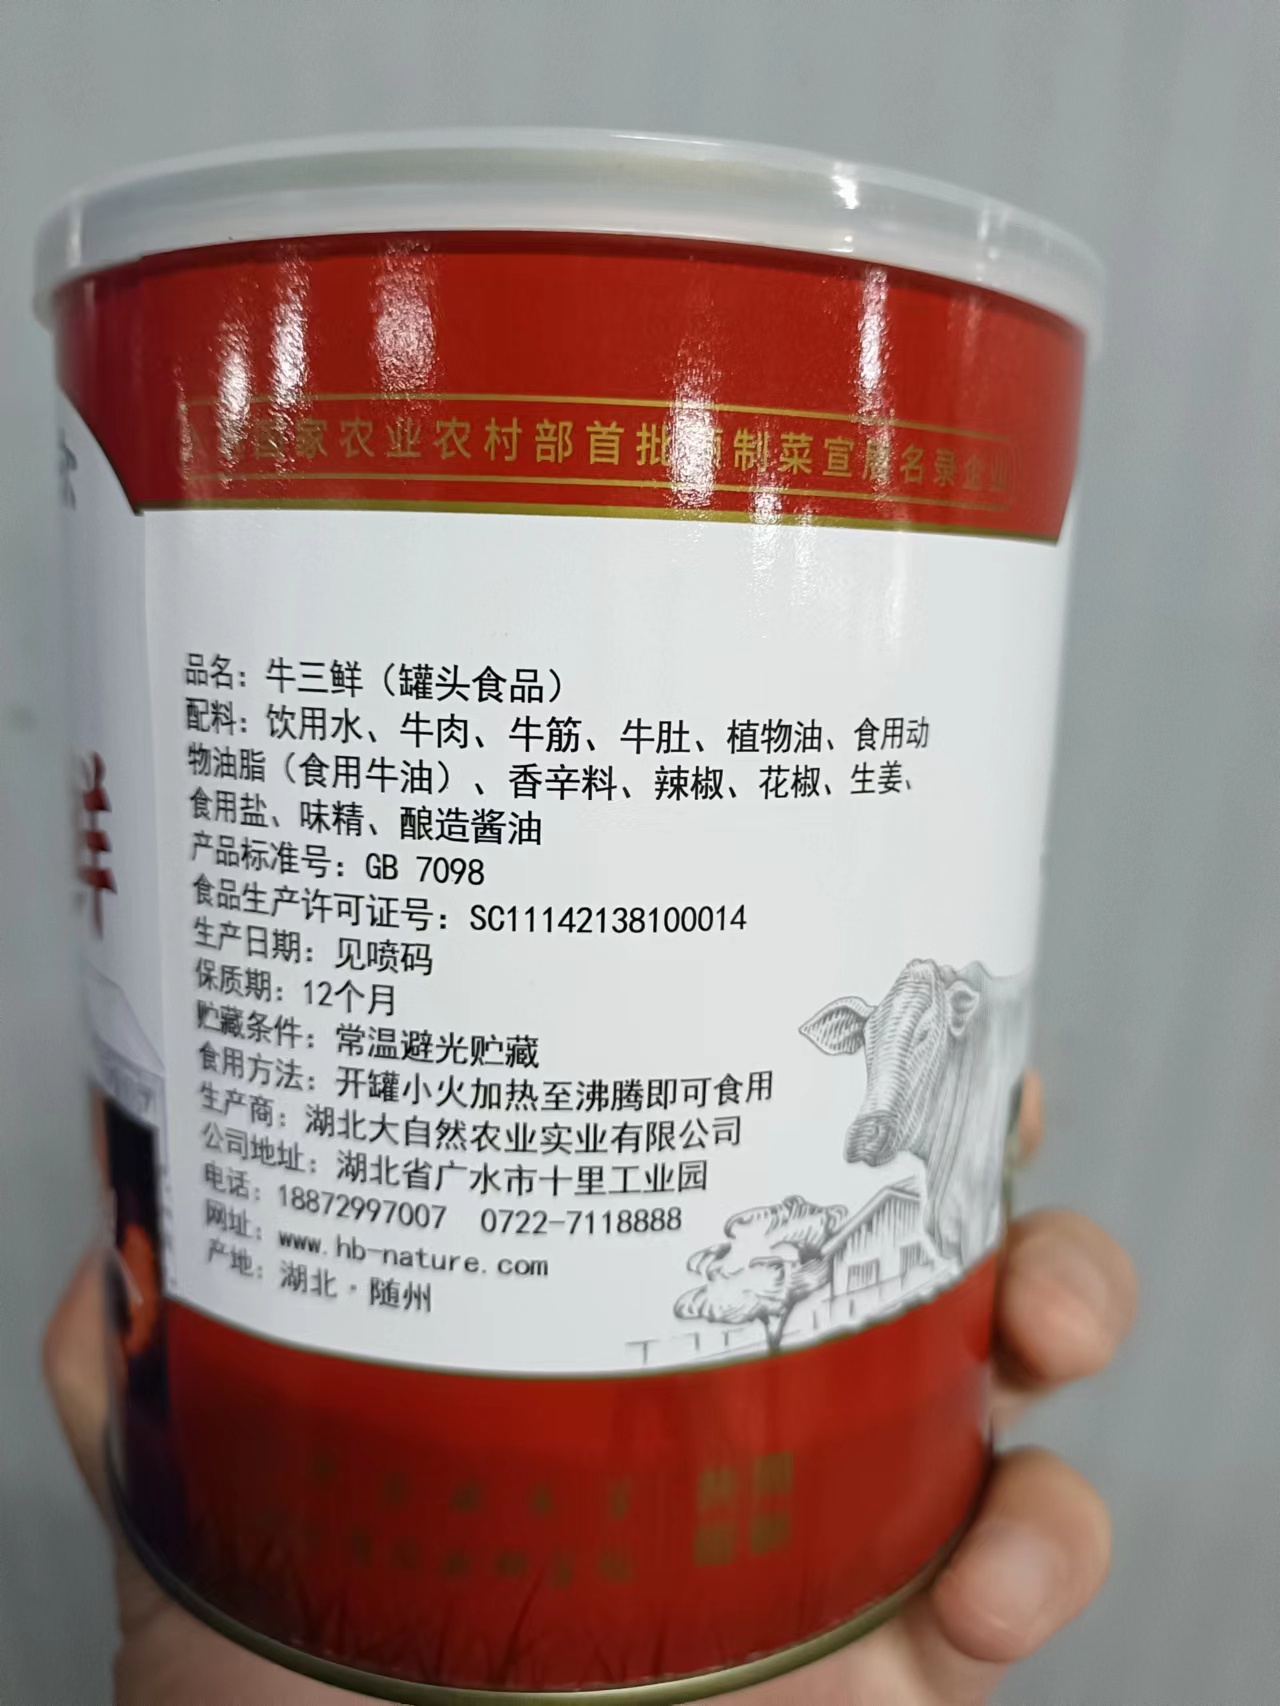 国家农业农村部首批预制菜宣展名录企业
品名：牛三鲜（罐头食品）
配料：饮用水、牛肉、牛筋、牛肚、植物油、食用动
物油脂（食用牛油）、香辛料、辣椒、花椒、生姜、
食用盐、味精、酿造酱油
产品标准号：GB 7098
食品生产许可证号：SC11142138100014
生产日期：见喷码
保质期：12个月
贮藏条件：常温避光贮藏
食用方法：开罐小火加热至沸腾即可食用
生产商：湖北大自然农业实业有限公司
公司地址：湖北省广水市十里工业园
电话：18872997007 0722-7118888
网址：www.hb-nature.com
产地：湖北·随州
鲜